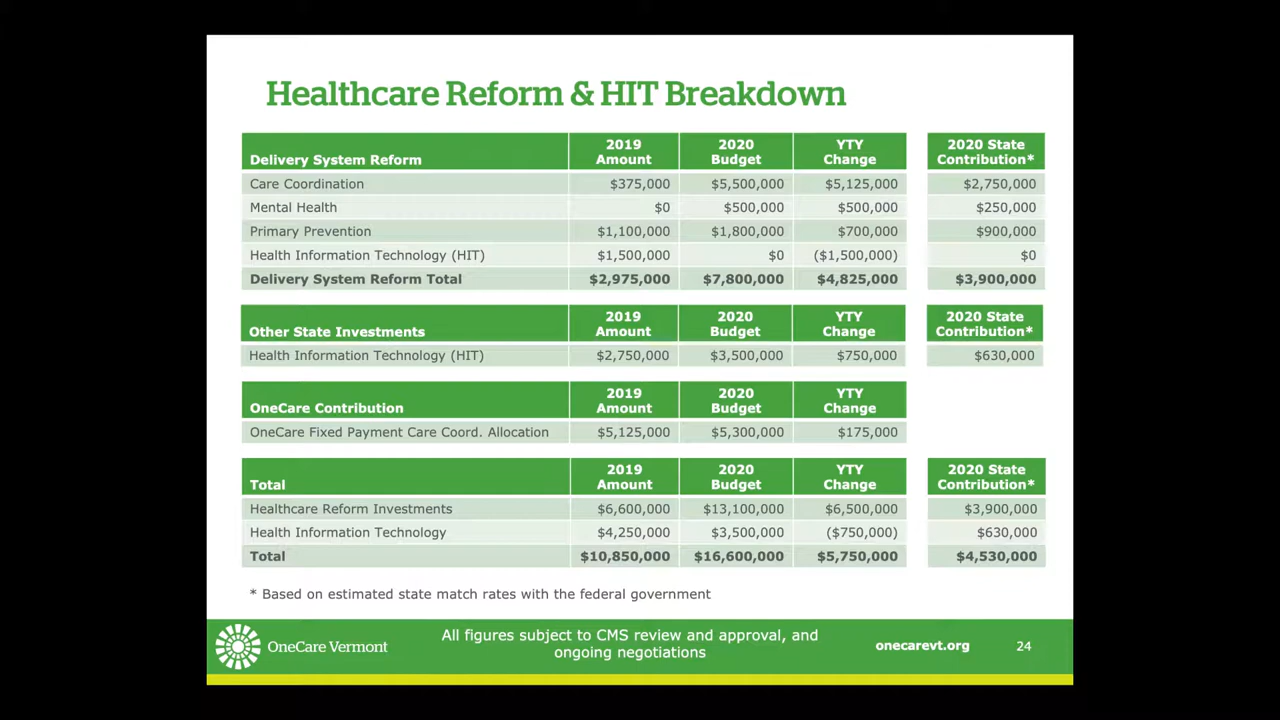 Healthcare Reform & HIT Breakdown
Delivery System Reform 2019 Amount 2020 Budget YTY Change 2020 State Contribution*
Care Coordination $375,000 $5,500,000 $5,125,000 $2,750,000
Mental Health $0 $500,000 $500,000 $250,000
Primary Prevention $1,100,000 $1,800,000 $700,000 $900,000
Health Information Technology (HIT) $1,500,000 $0 ($1,500,000) $0
Delivery System Reform Total $2,975,000 $7,800,000 $4,825,000 $3,900,000
Other State Investments 2019 Amount 2020 Budget YTY Change 2020 State Contribution*
Health Information Technology (HIT) $2,750,000 $3,500,000 $750,000 $630,000
OneCare Contribution 2019 Amount 2020 Budget YTY Change
OneCare Fixed Payment Care Coord. Allocation $5,125,000 $5,300,000 $175,000
Total 2019 Amount 2020 Budget YTY Change 2020 State Contribution*
Healthcare Reform Investments $6,600,000 $13,100,000 $6,500,000 $3,900,000
Health Information Technology $4,250,000 $3,500,000 ($750,000) $630,000
Total $10,850,000 $16,600,000 $5,750,000 $4,530,000
* Based on estimated state match rates with the federal government
OneCare Vermont
All figures subject to CMS review and approval, and
ongoing negotiations
onecarevt.org
24